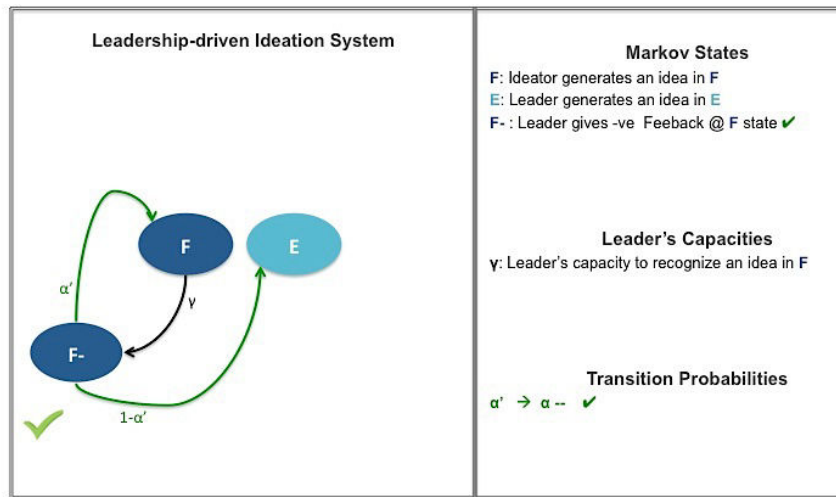 Leadership-driven Ideation System
F
E
α'
γ
F-
1-α'
Markov States
F: Ideator generates an idea in F
E: Leader generates an idea in E
F- : Leader gives -ve Feeback @ F state ✔
Leader's Capacities
γ: Leader's capacity to recognize an idea in F
Transition Probabilities
α' → α -- ✔